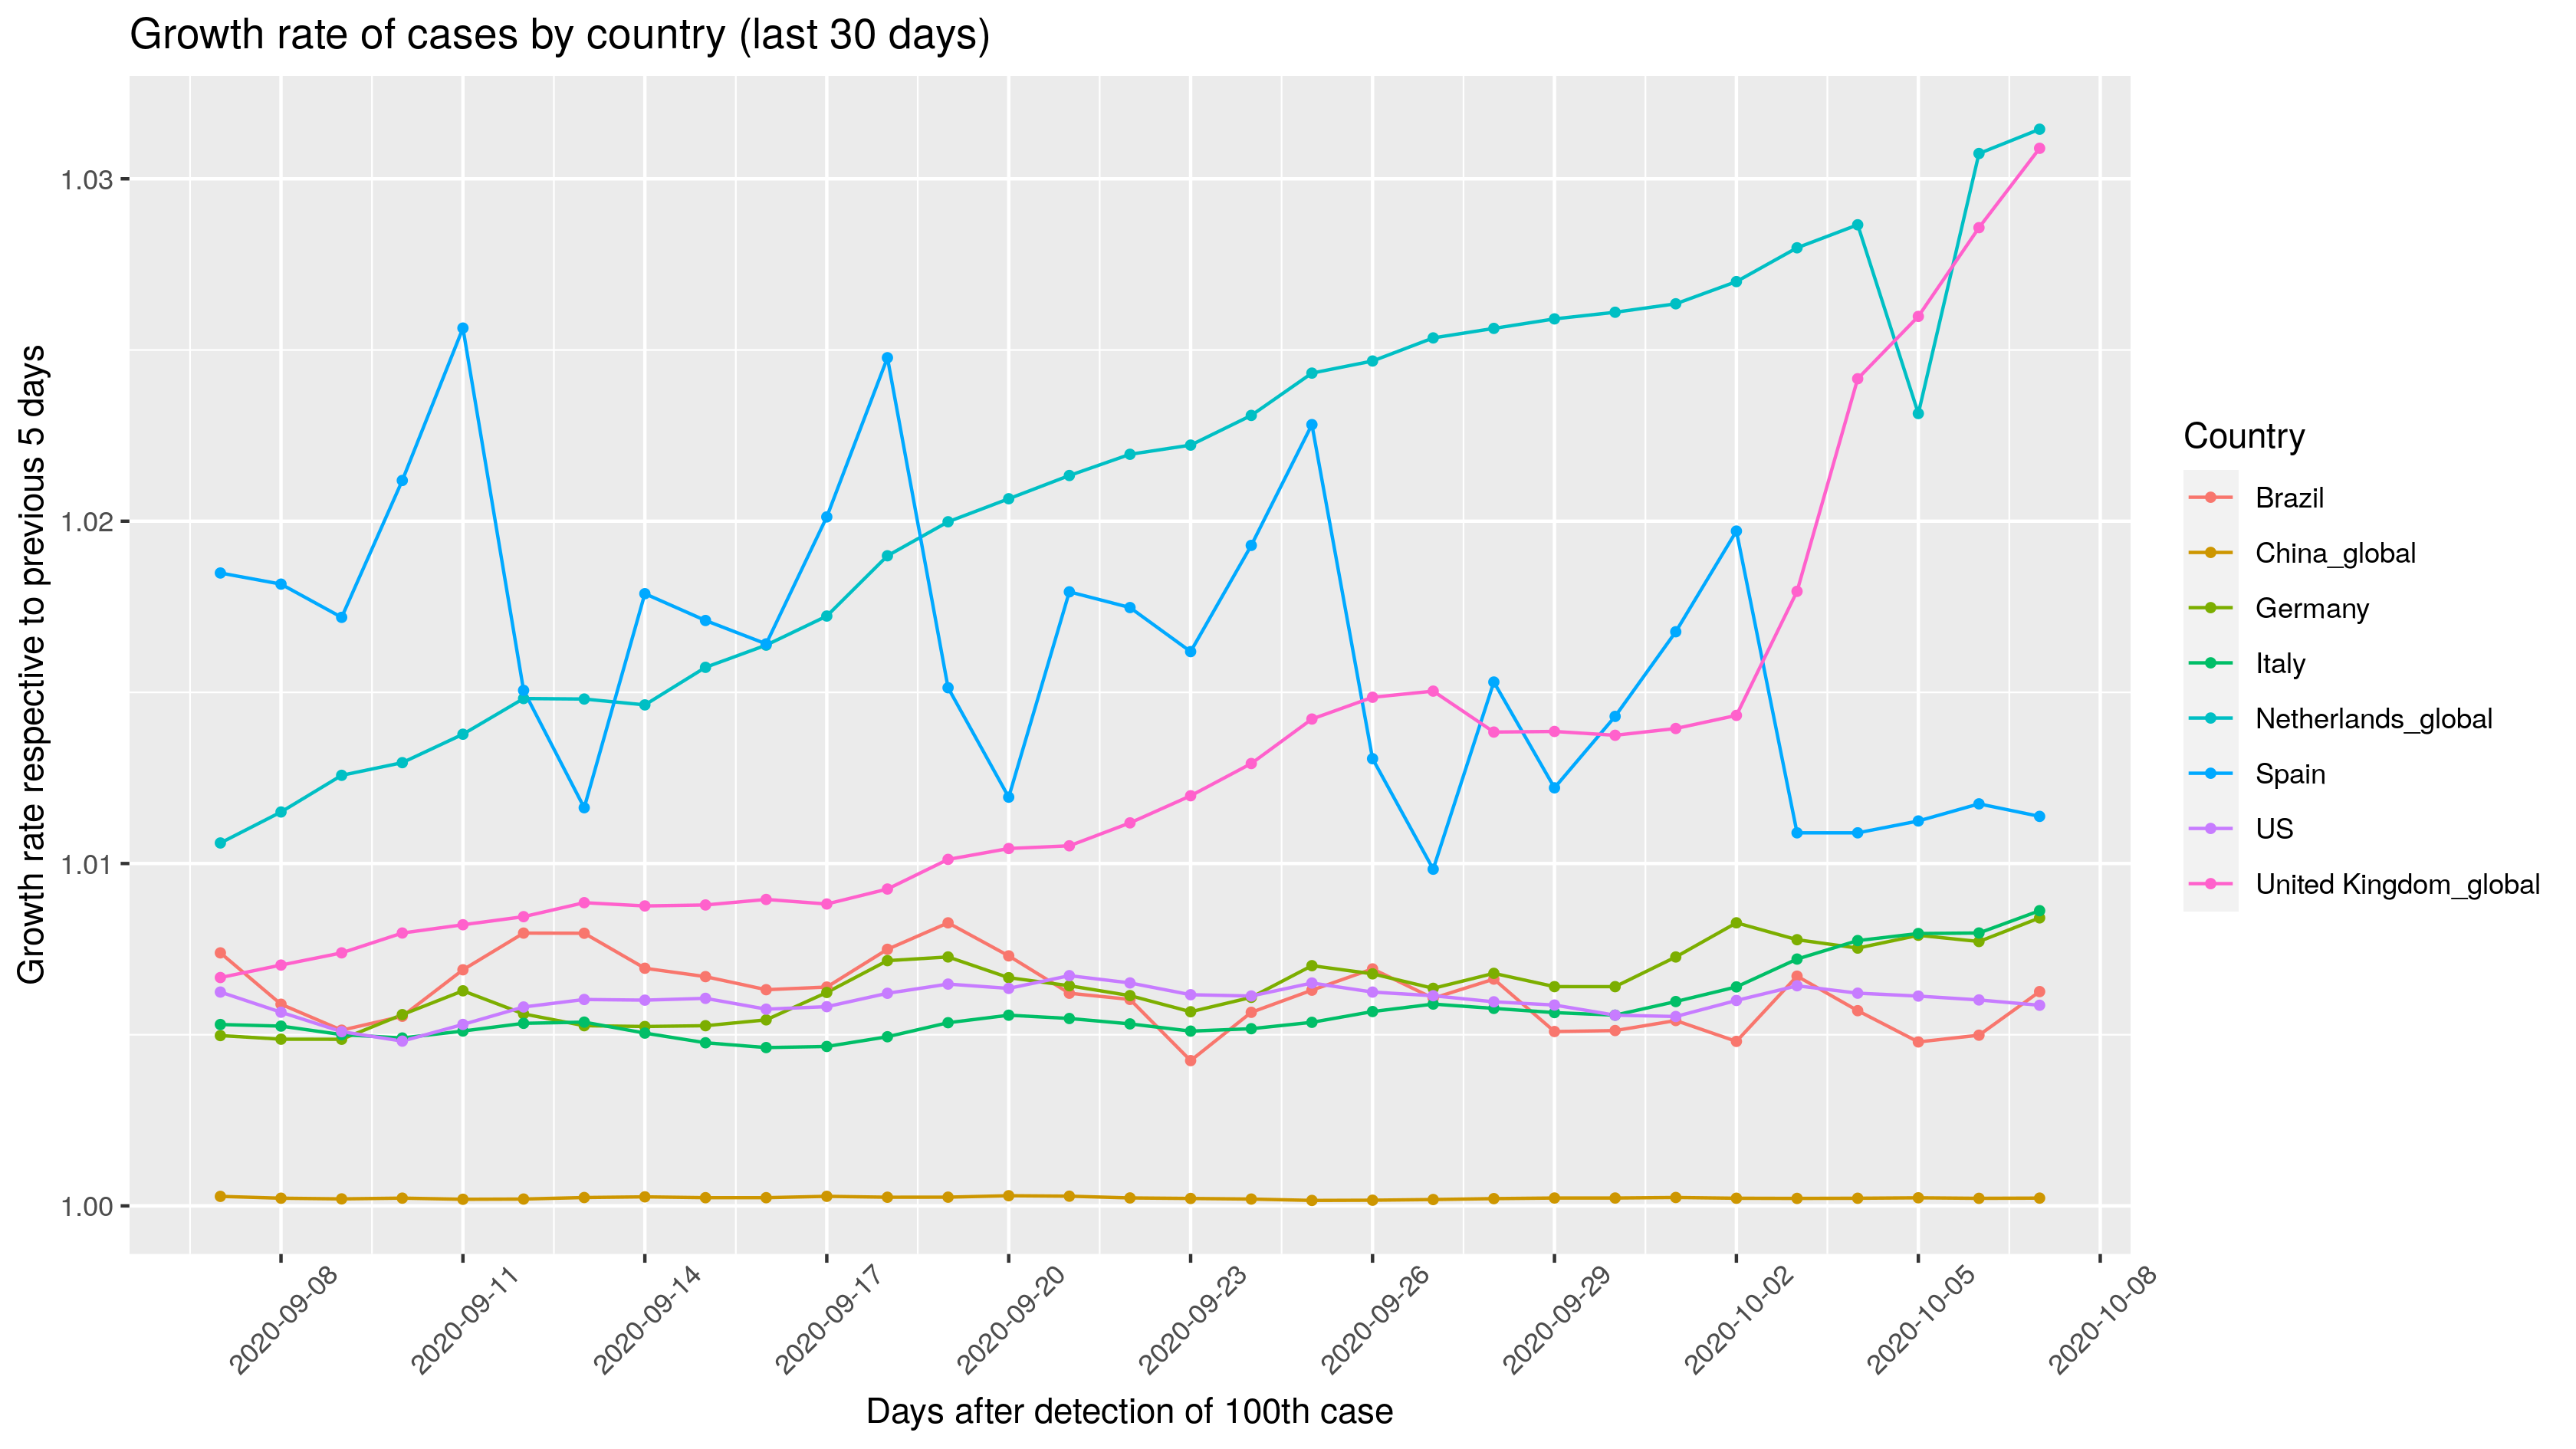 Growth rate of cases by country (last 30 days)
Growth rate respective to previous 5 days
1.03
1.02
1.01
1.00
2020-09-08
2020-09-11
2020-09-14
2020-09-17
2020-09-20
2020-09-23
2020-09-26
2020-09-29
2020-10-02
2020-10-05
2020-10-08
Days after detection of 100th case
Country
Brazil
China_global
Germany
Italy
Netherlands_global
Spain
US
United Kingdom_global